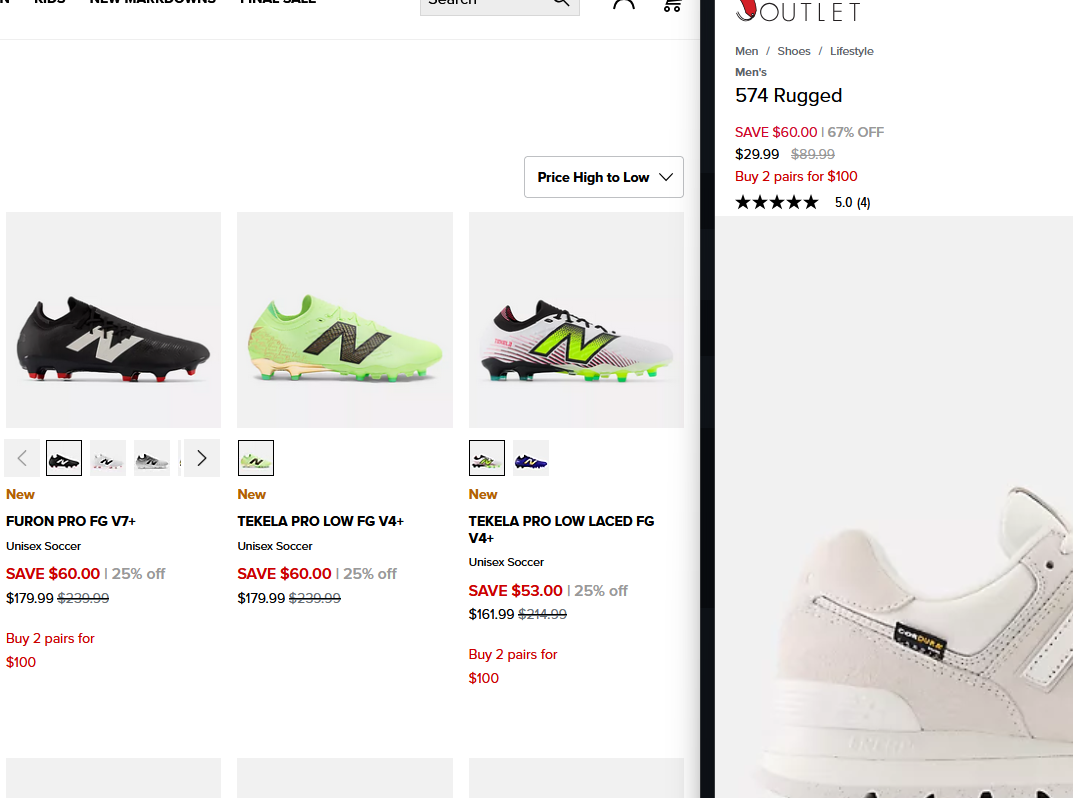 KIDS
NEW MARKDOWNS
FINAL SALE
Search
Price High to Low
New
FURON PRO FG V7+
Unisex Soccer
SAVE $60.00 | 25% off
$179.99 $239.99
Buy 2 pairs for
$100
New
TEKELA PRO LOW FG V4+
Unisex Soccer
SAVE $60.00 | 25% off
$179.99 $239.99
TEKELA
New
TEKELA PRO LOW LACED FG
V4+
Unisex Soccer
SAVE $53.00 | 25% off
$161.99 $214.99
Buy 2 pairs for
$100
OUTLET
Men / Shoes / Lifestyle
Men's
574 Rugged
SAVE $60.00 | 67% OFF
$29.99 $89.99
Buy 2 pairs for $100
5.0 (4)
CORDURA
ENCAP